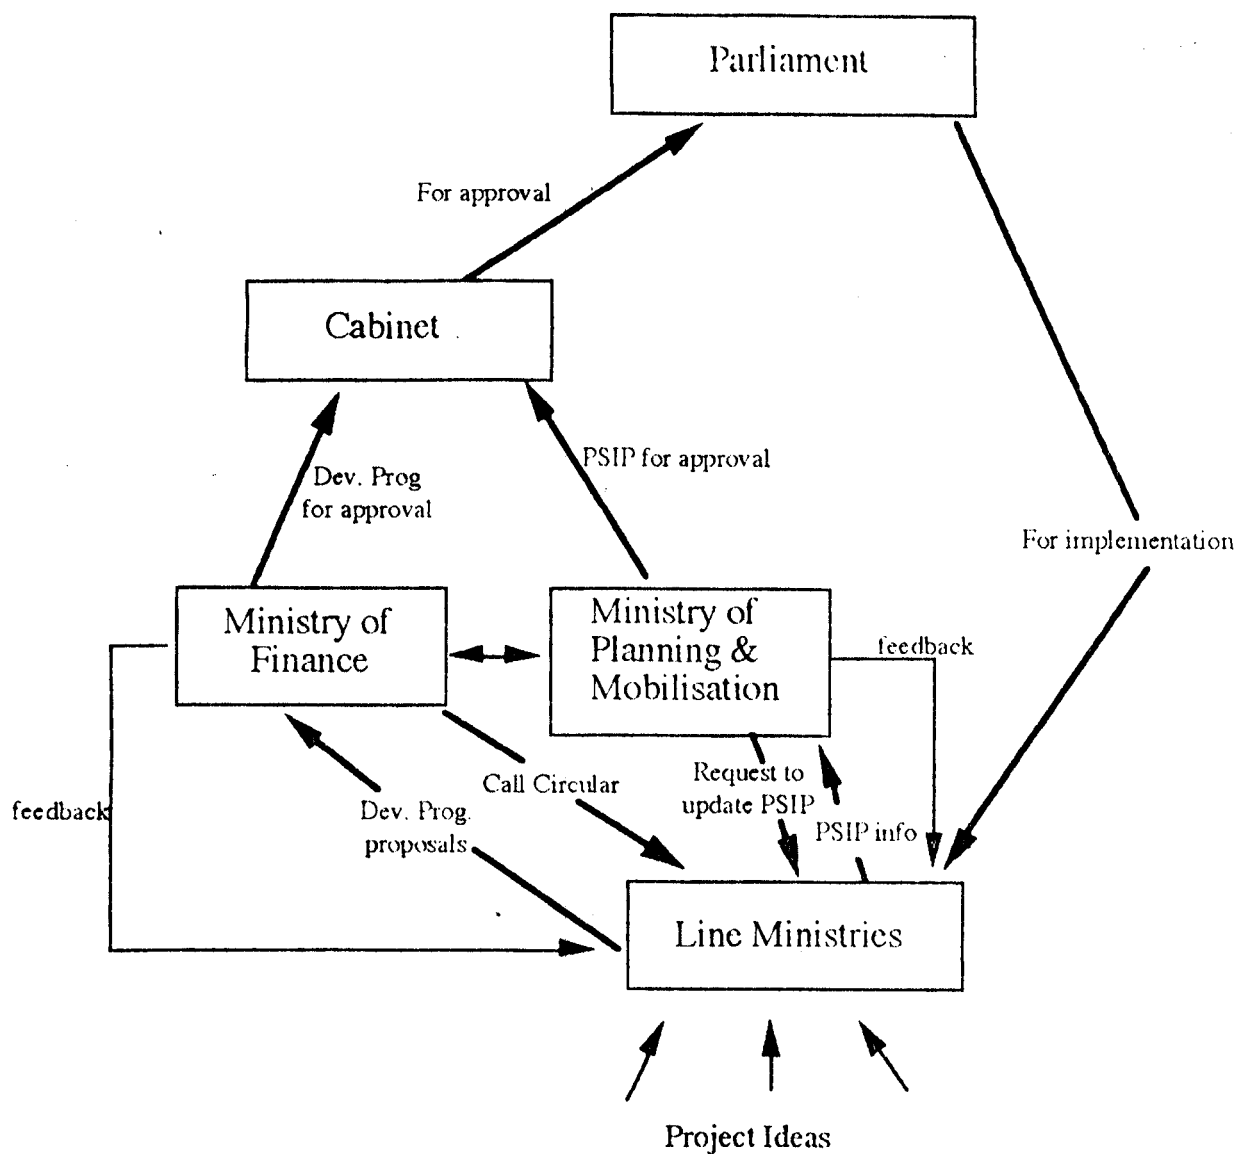 Parliament
For approval
Cabinet
Dev. Prog
for approval
PSIP for approval
For implementation
Ministry of
Finance
Ministry of
Planning &
Mobilisation
feedback
Call Circular
Request to
update PSIP
feedback
Dev. Prog.
proposals
PSIP info
Line Ministries
Project Ideas